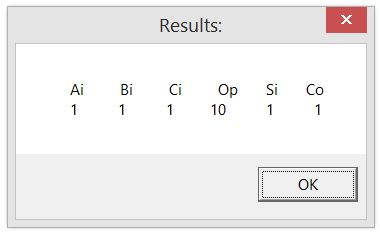 Results:
Ai Bi Ci Op Si Co
1 1 1 10 1 1
OK